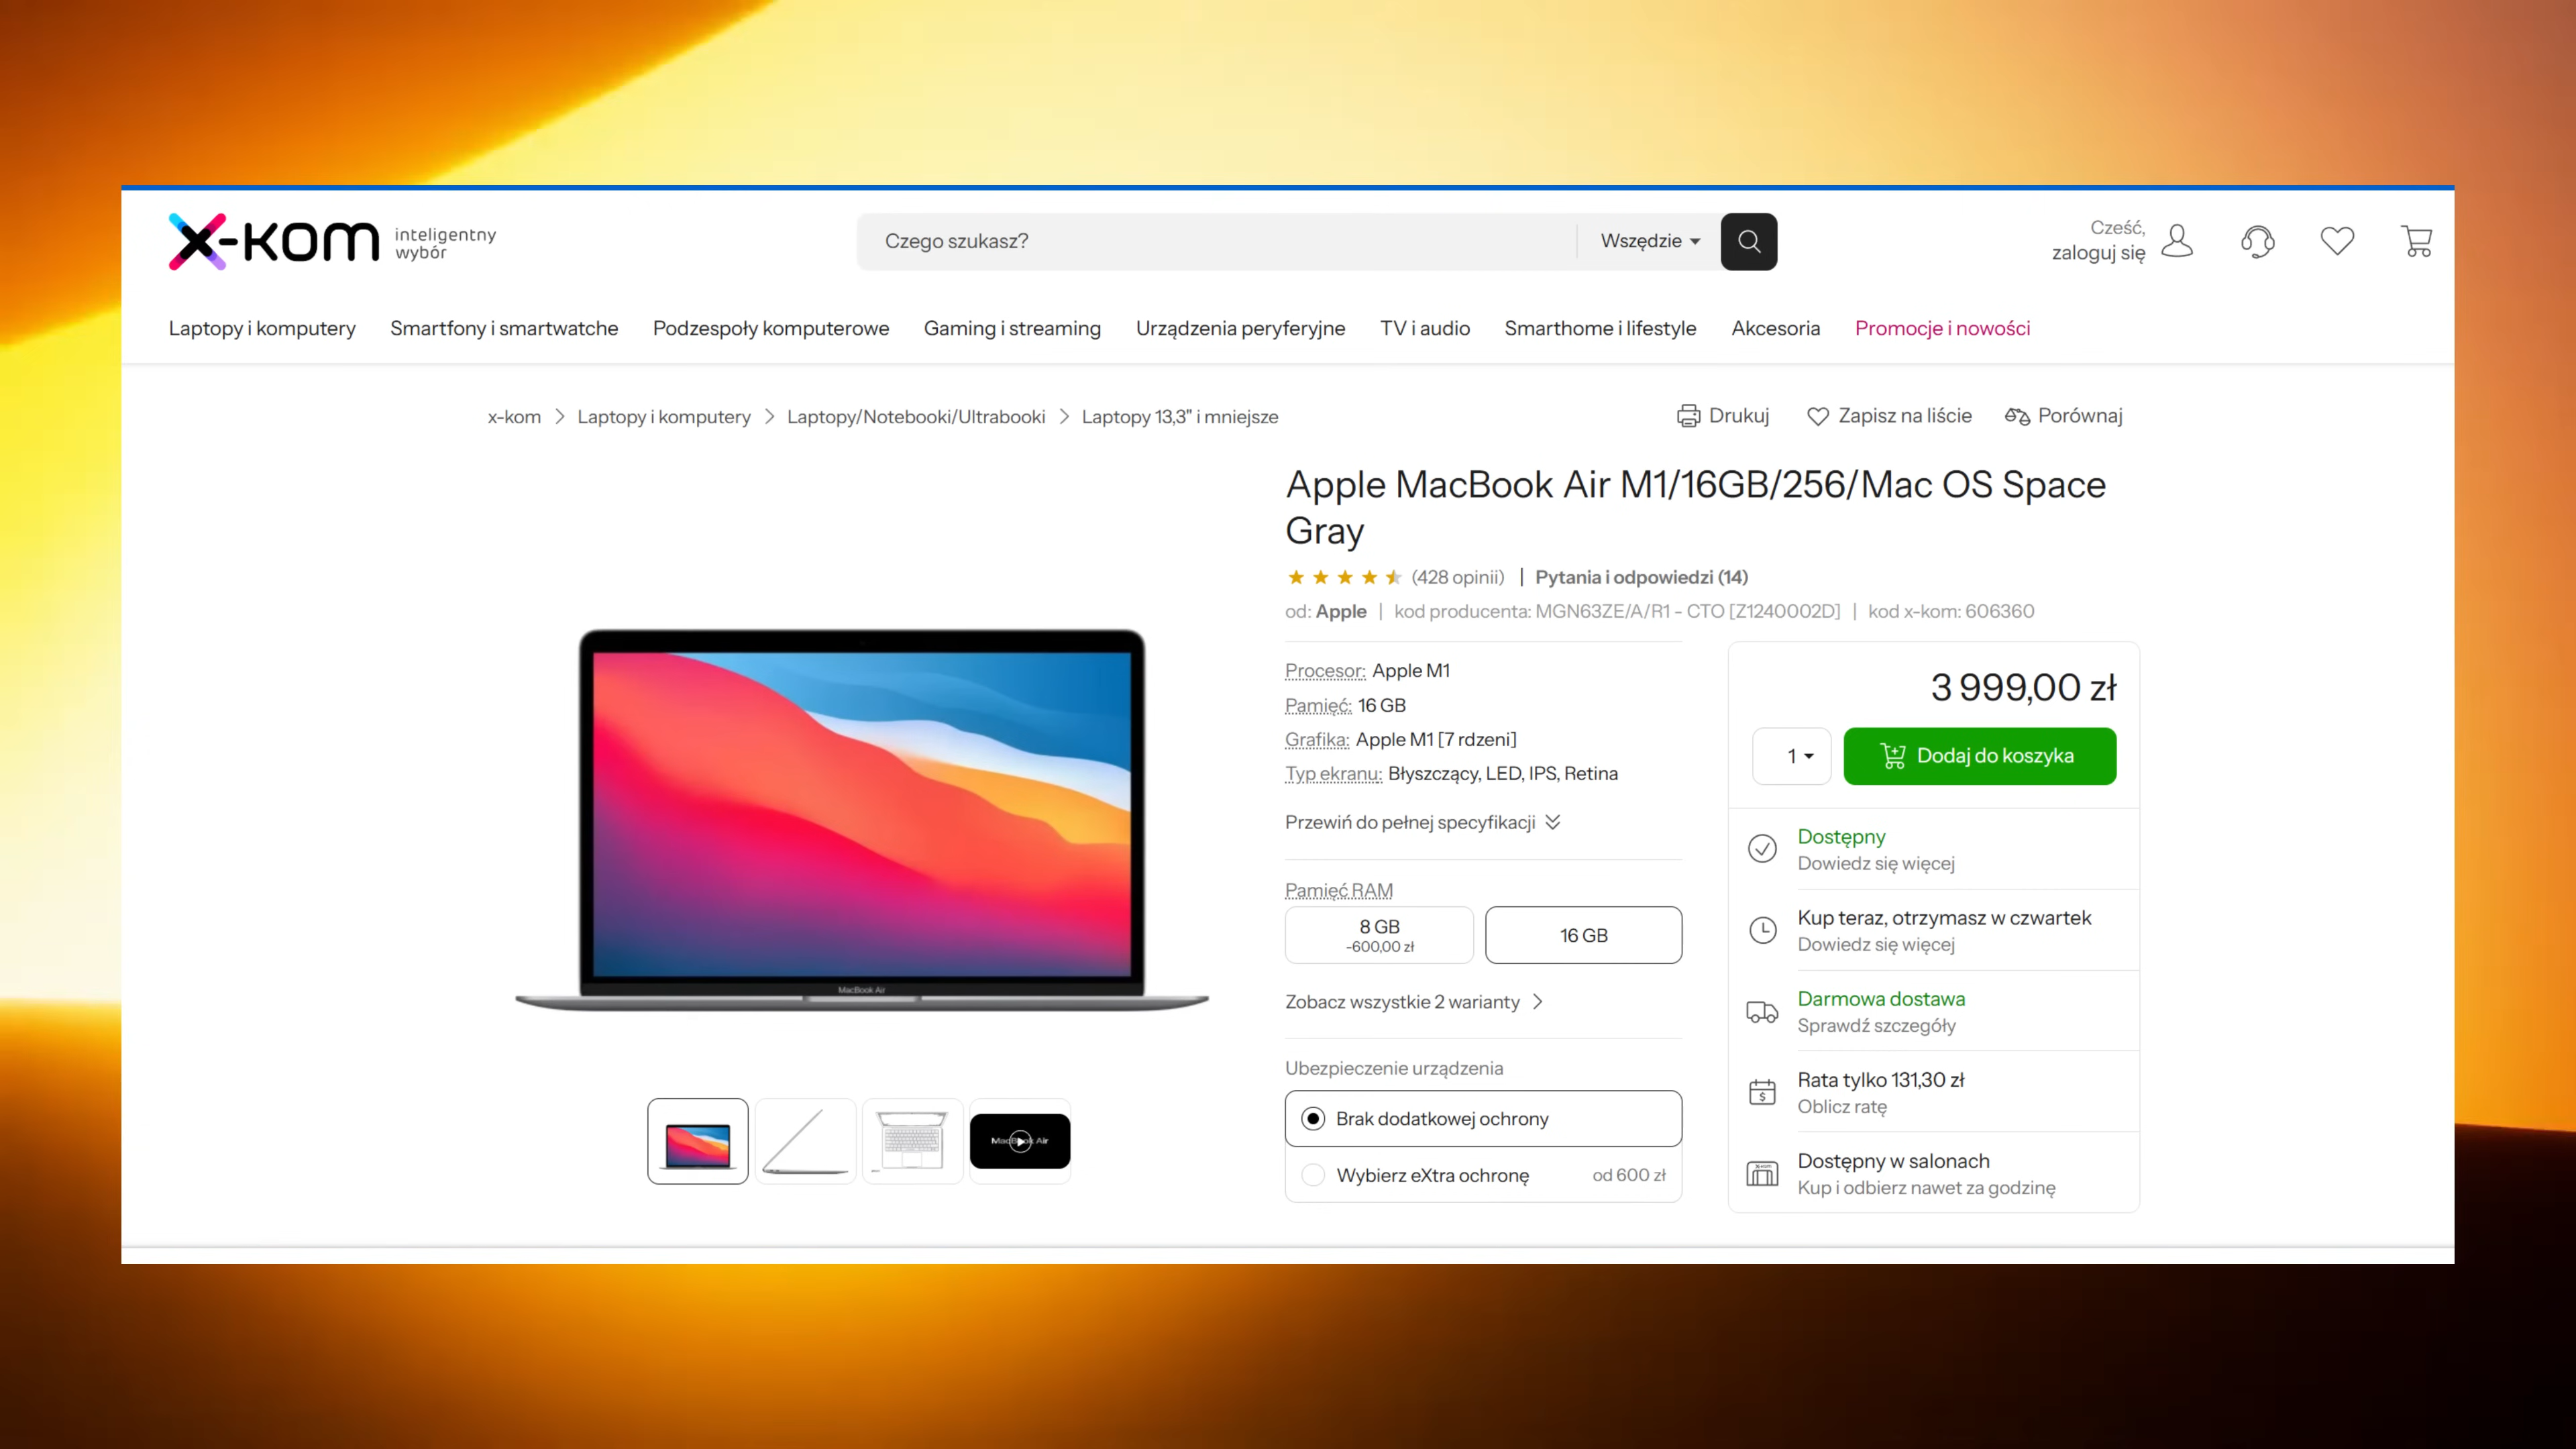 x-kom inteligentny
wybór
Czego szukasz?
Wszędzie
Cześć,
zaloguj się
Laptopy i komputery
Smartfony i smartwatche
Podzespoły komputerowe
Gaming i streaming
Urządzenia peryferyjne
TV i audio
Smarthome i lifestyle
Akcesoria
Promocje i nowości
x-kom > Laptopy i komputery > Laptopy/Notebooki/Ultrabooki > Laptopy 13,3" i mniejsze
Drukuj
Zapisz na liście
Porównaj
Apple MacBook Air M1/16GB/256/Mac OS Space
Gray
(428 opinii) | Pytania i odpowiedzi (14)
od: Apple | kod producenta: MGN63ZE/A/R1 - CTO [Z1240002D] | kod x-kom: 606360
MacBook Air
MacBook Air
Procesor: Apple M1
Pamięć: 16 GB
Grafika: Apple M1 [7 rdzeni]
Typ ekranu: Błyszczący, LED, IPS, Retina
Przewiń do pełnej specyfikacji
Pamięć RAM
8 GB
-600,00 zł
16 GB
Zobacz wszystkie 2 warianty
Ubezpieczenie urządzenia
Brak dodatkowej ochrony
Wybierz eXtra ochronę
od 600 zł
3 999,00 zł
1
Dodaj do koszyka
Dostępny
Dowiedz się więcej
Kup teraz, otrzymasz w czwartek
Dowiedz się więcej
Darmowa dostawa
Sprawdź szczegóły
Rata tylko 131,30 zł
Oblicz ratę
Dostępny w salonach
Kup i odbierz nawet za godzinę